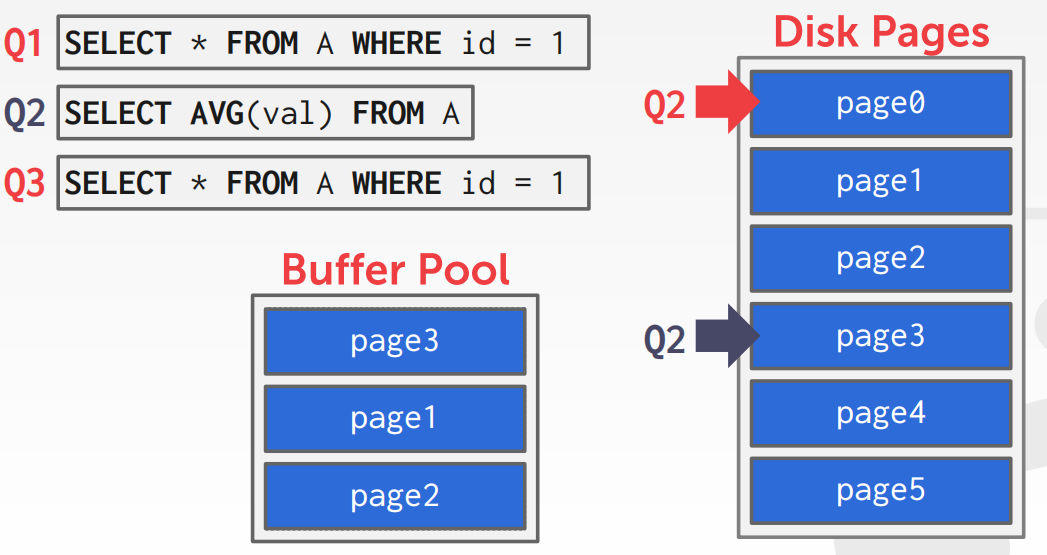 Q1 SELECT * FROM A WHERE id = 1
Q2 SELECT AVG(val) FROM A
Q3 SELECT * FROM A WHERE id = 1
Buffer Pool
page3
page1
page2
Disk Pages
Q2 page0
page1
page2
Q2 page3
page4
page5